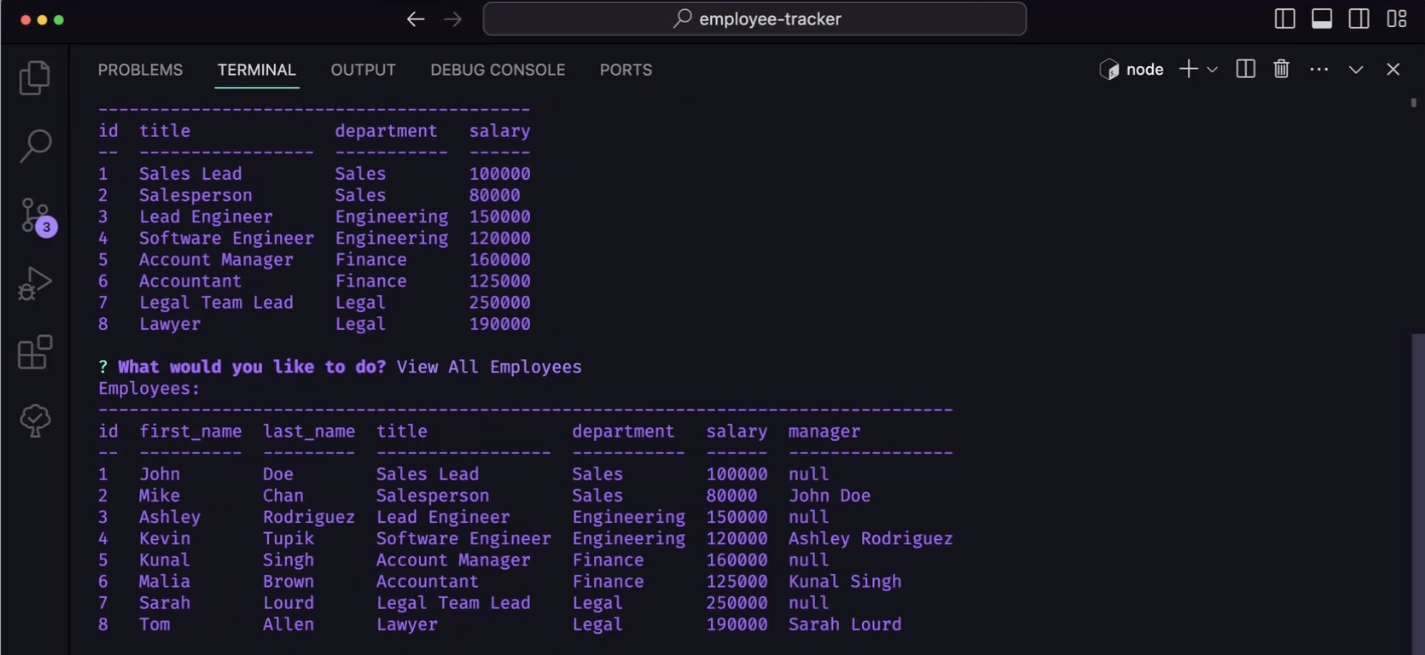 employee-tracker
PROBLEMS TERMINAL OUTPUT DEBUG CONSOLE PORTS node
------------------------------------------
id  title              department   salary
--  -----------------  -----------  ------
1   Sales Lead         Sales        100000
2   Salesperson        Sales        80000
3   Lead Engineer      Engineering  150000
4   Software Engineer  Engineering  120000
5   Account Manager    Finance      160000
6   Accountant         Finance      125000
7   Legal Team Lead    Legal        250000
8   Lawyer             Legal        190000
3
? What would you like to do? View All Employees
Employees:
-----------------------------------------------------------------------------------
id  first_name  last_name  title              department   salary  manager
--  ----------  ---------  -----------------  -----------  ------  ----------------
1   John        Doe        Sales Lead         Sales        100000  null
2   Mike        Chan       Salesperson        Sales        80000   John Doe
3   Ashley      Rodriguez  Lead Engineer      Engineering  150000  null
4   Kevin       Tupik      Software Engineer  Engineering  120000  Ashley Rodriguez
5   Kunal       Singh      Account Manager    Finance      160000  null
6   Malia       Brown      Accountant         Finance      125000  Kunal Singh
7   Sarah       Lourd      Legal Team Lead    Legal        250000  null
8   Tom         Allen      Lawyer             Legal        190000  Sarah Lourd